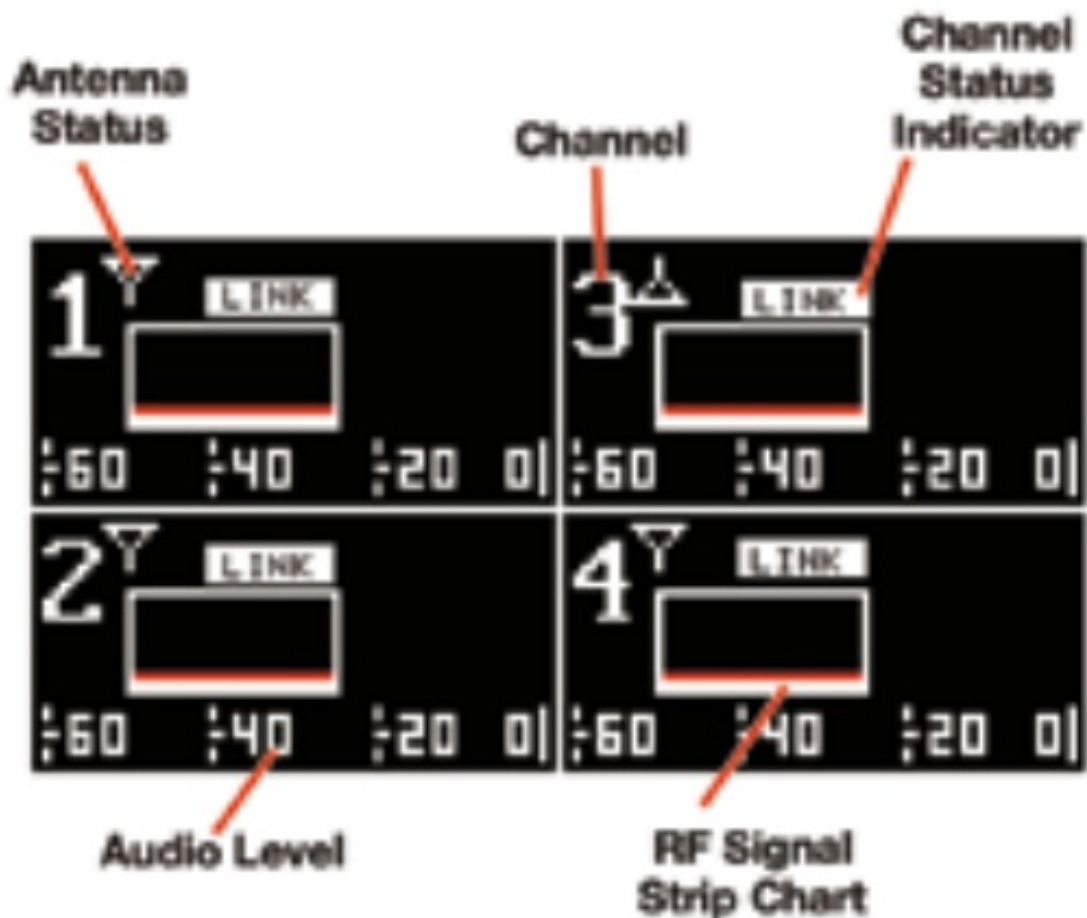 Antenna
Status
Channel
Channel
Status
Indicator
1 LINK
-60 -40 -20 0
3 LINK
-60 -40 -20 0
2 LINK
-60 -40 -20 0
4 LINK
-60 -40 -20 0
Audio Level
RF Signal
Strip Chart